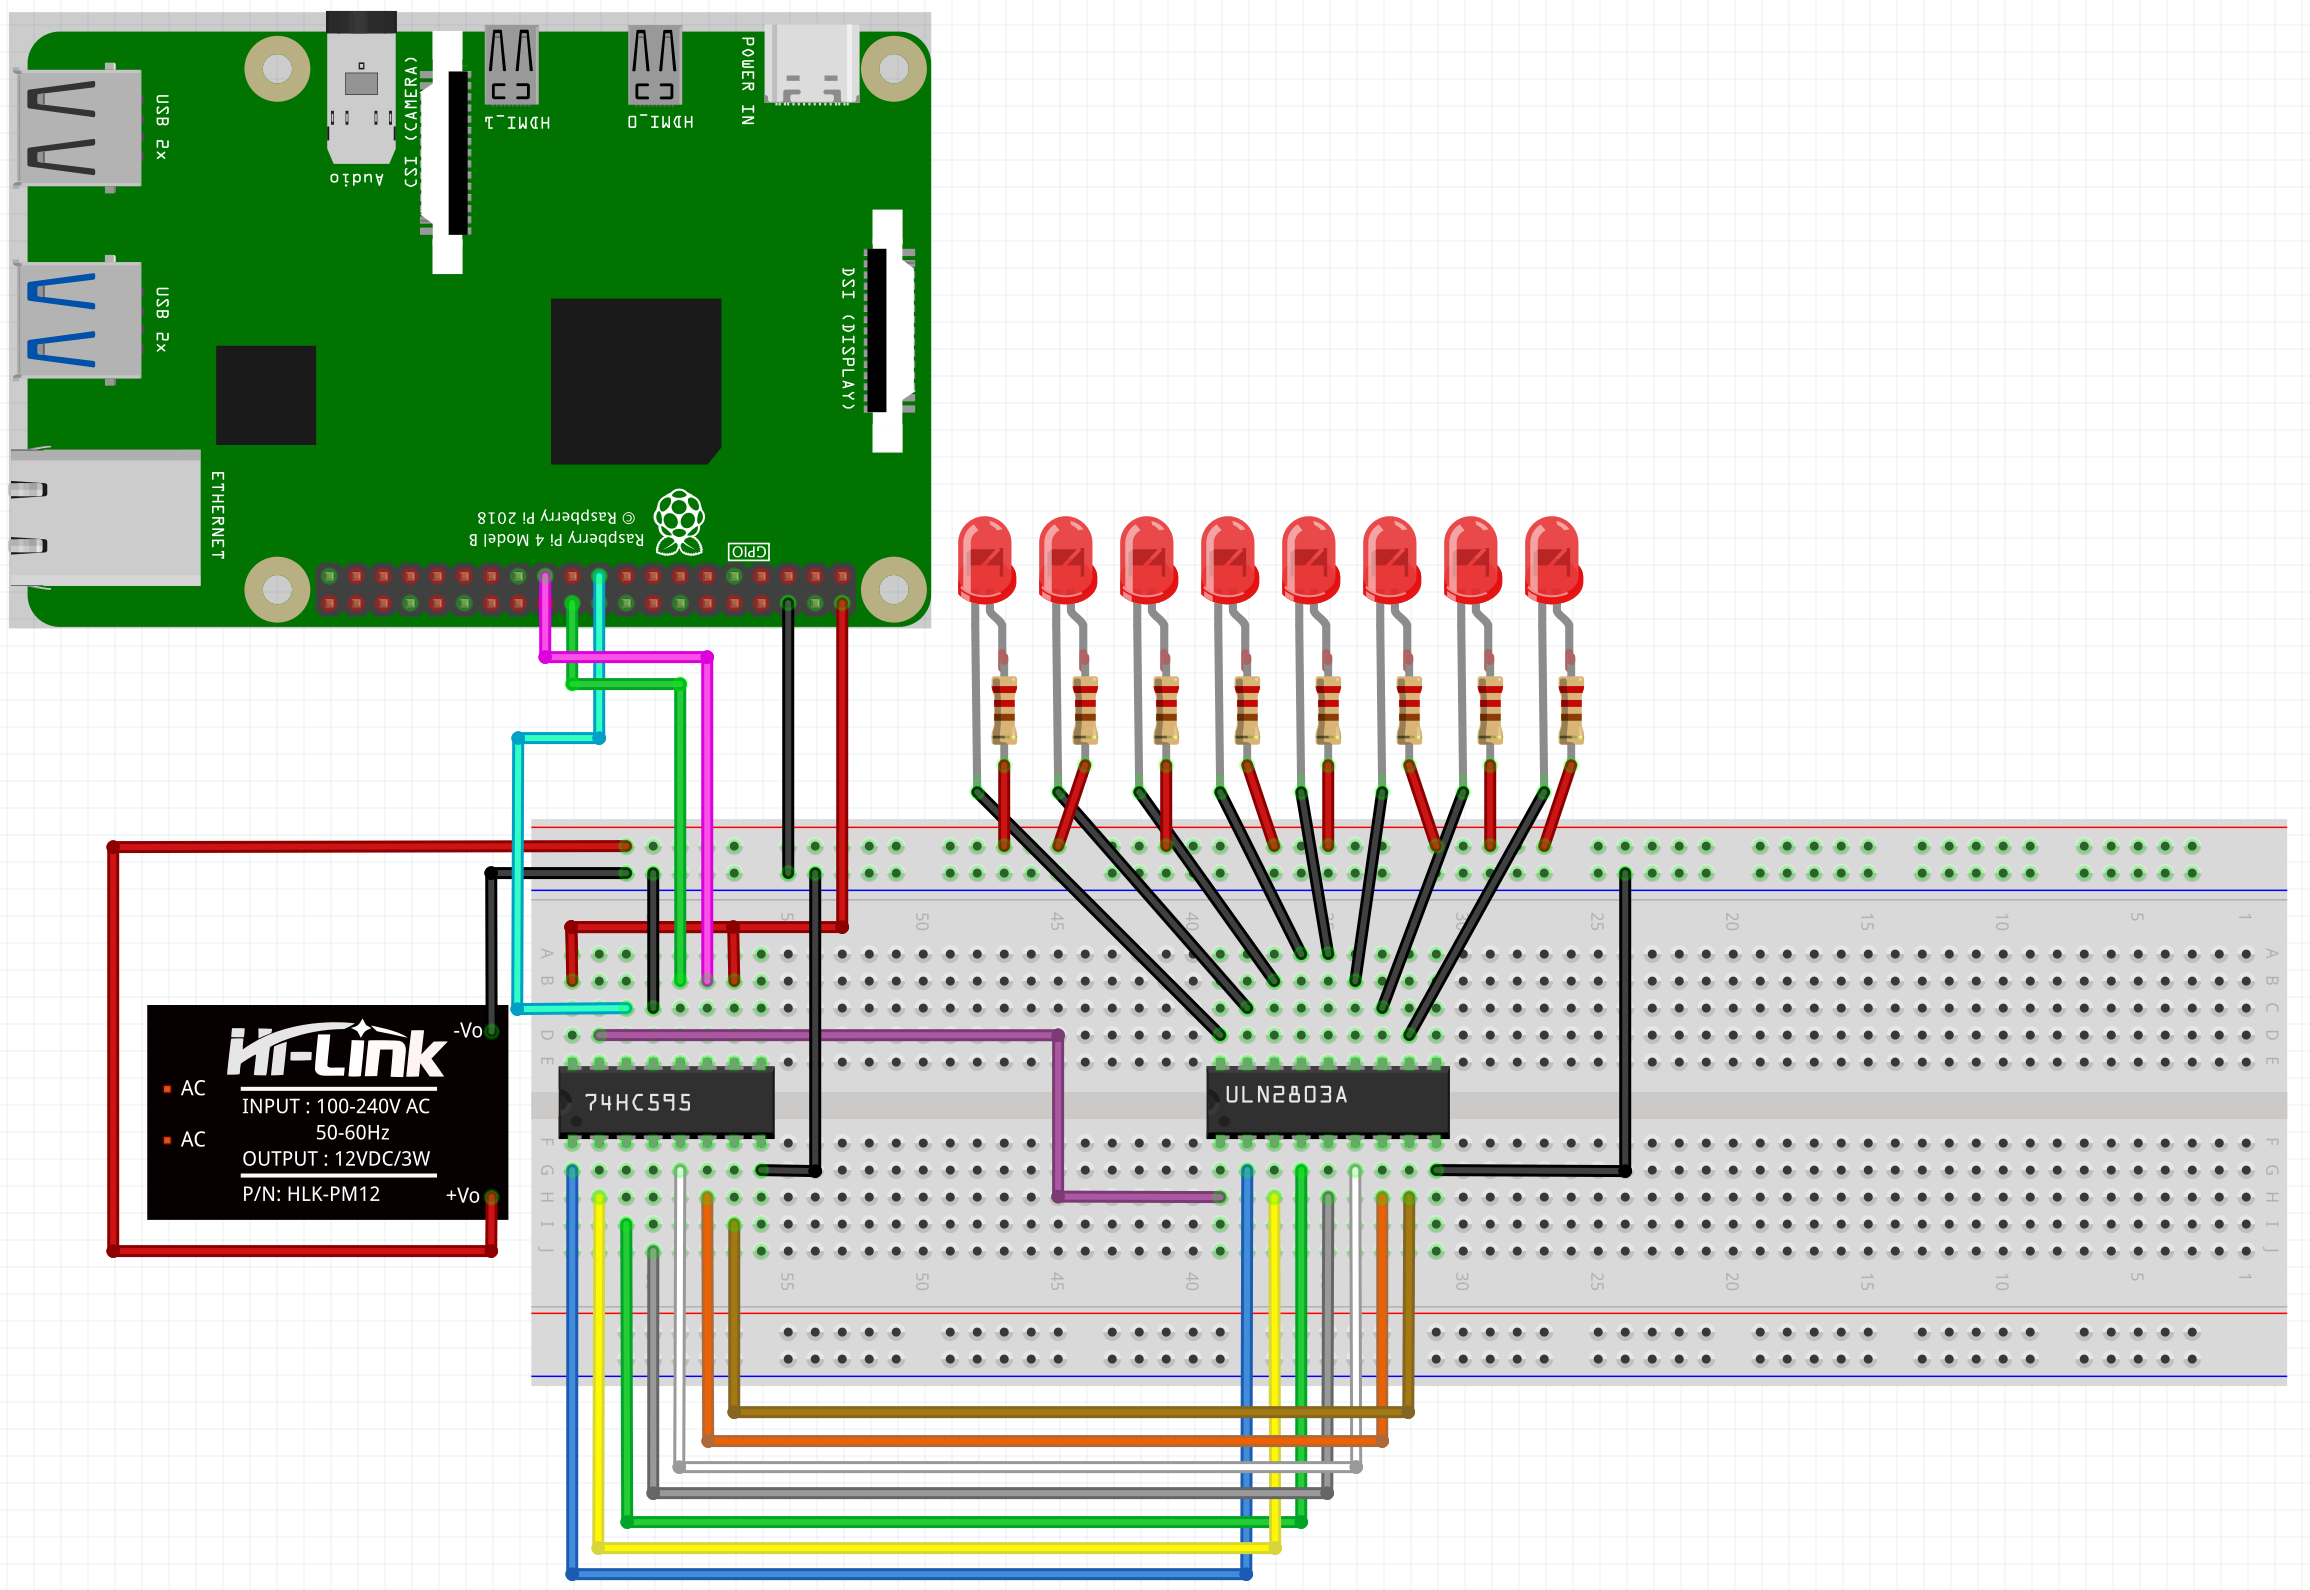 POWER IN
USB 2x
CSI (CAMERA)
HDMI_1
HDMI_0
Audio
USB 2x
DSI (DISPLAY)
ETHERNET
Raspberry Pi 4 Model B
© Raspberry Pi 2018
GPIO
50 45 40 30 25 20 15 10 5 1
A A
B B
C C
D D
E E
-Vo
Hi-Link
AC
INPUT : 100-240V AC
50-60Hz
AC
OUTPUT : 12VDC/3W
P/N: HLK-PM12
+Vo
74HC595
ULN2803A
F F
G G
H H
I I
J J
55 50 45 40 30 25 20 15 10 5 1